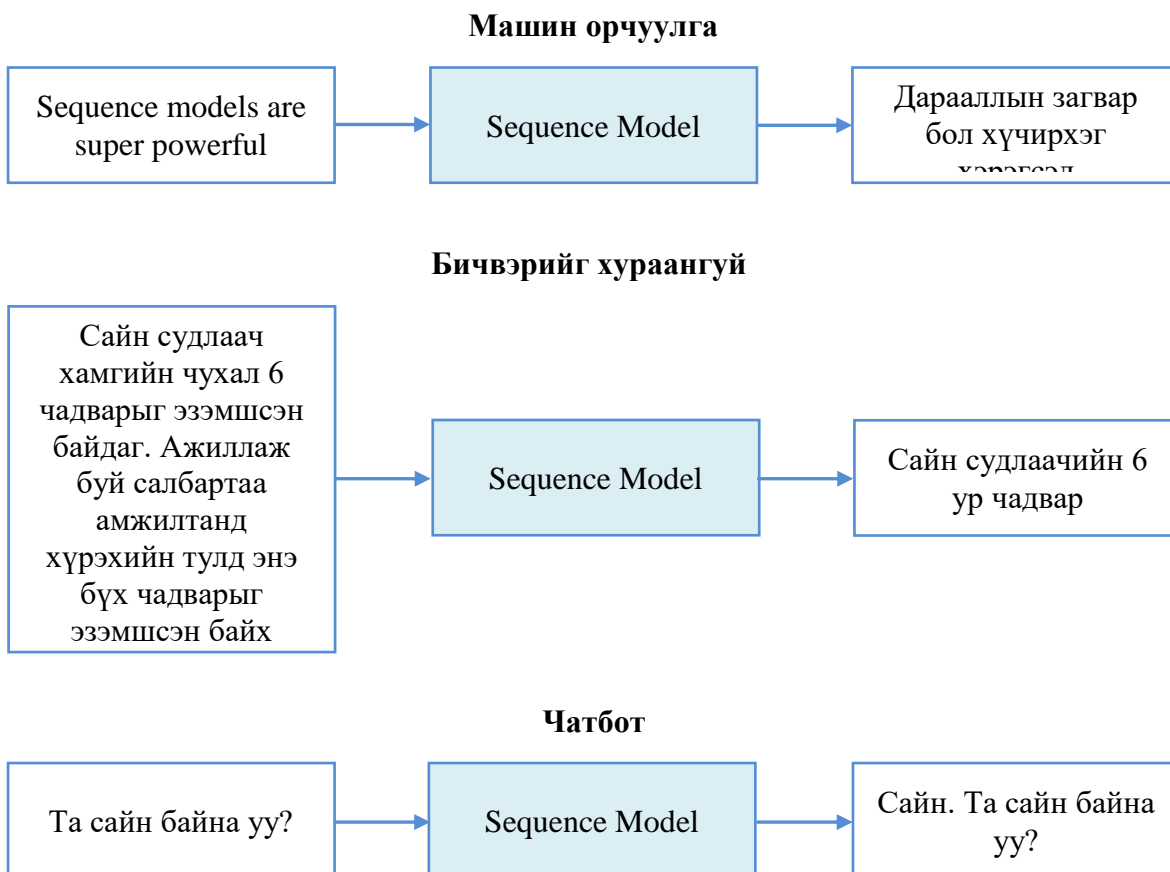 Машин орчуулга
Sequence models are
super powerful
Sequence Model
Дарааллын загвар
бол хүчирхэг
хэрэгсэл
Бичвэрийг хураангуй
Сайн судлаач
хамгийн чухал 6
чадварыг эзэмшсэн
байдаг. Ажиллаж
буй салбартаа
амжилтанд
хүрэхийн тулд энэ
бүх чадварыг
эзэмшсэн байх
Sequence Model
Сайн судлаачийн 6
ур чадвар
Чатбот
Та сайн байна уу?
Sequence Model
Сайн. Та сайн байна
уу?